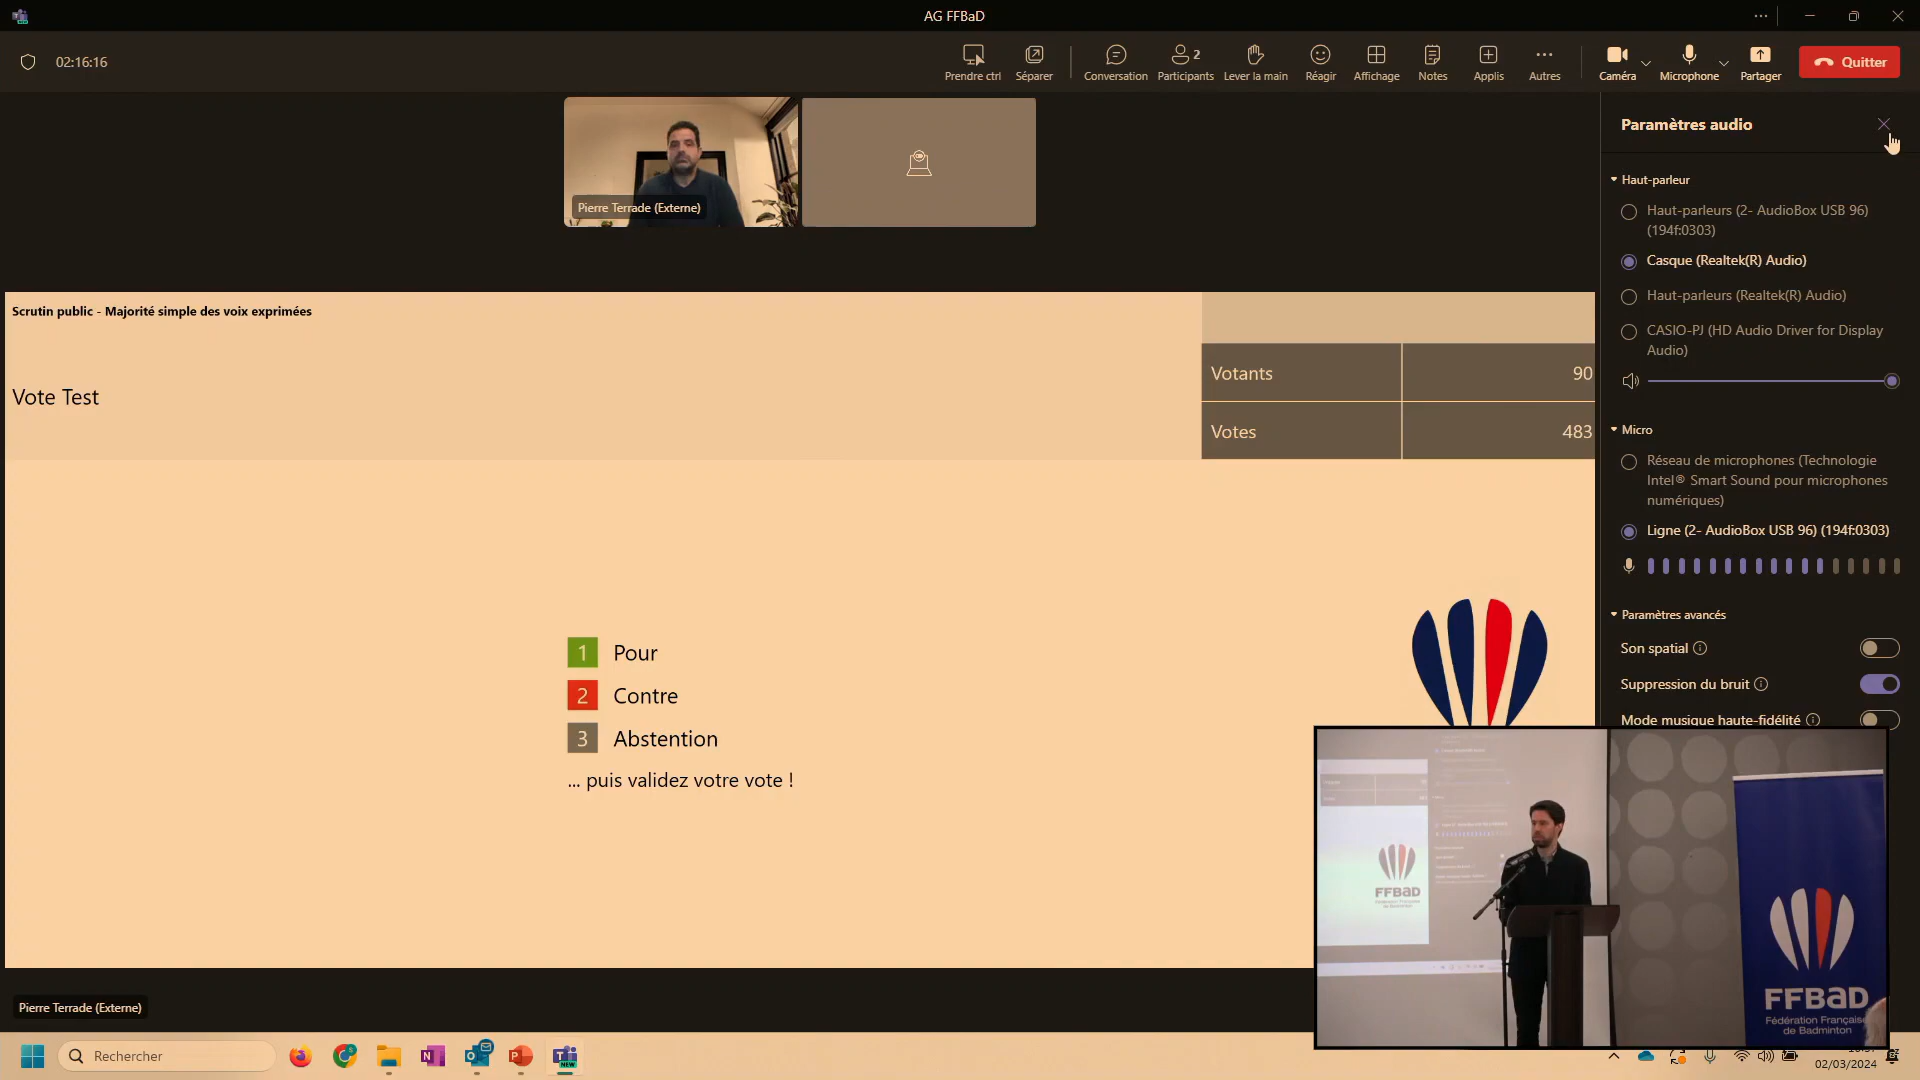 AG FFBaD
02:16:16
Prendre ctrl
Séparer
Conversation
Participants
2
Lever la main
Réagir
Affichage
Notes
Applis
Autres
Caméra
Microphone
Partager
Quitter
Pierre Terrade (Externe)
Paramètres audio
Haut-parleur
Haut-parleurs (2- AudioBox USB 96)
(194f:0303)
Casque (Realtek(R) Audio)
Haut-parleurs (Realtek(R) Audio)
CASIO-PJ (HD Audio Driver for Display
Audio)
Micro
Réseau de microphones (Technologie
Intel® Smart Sound pour microphones
numériques)
Ligne (2- AudioBox USB 96) (194f:0303)
Paramètres avancés
Son spatial
Suppression du bruit
Mode musique haute-fidélité
Scrutin public - Majorité simple des voix exprimées
Vote Test
Votants 90
Votes 483
1 Pour
2 Contre
3 Abstention
... puis validez votre vote !
FFBaD
Fédération Française
de Badminton
FFBaD
Fédération Française
de Badminton
Pierre Terrade (Externe)
Rechercher
NEW
02/03/2024